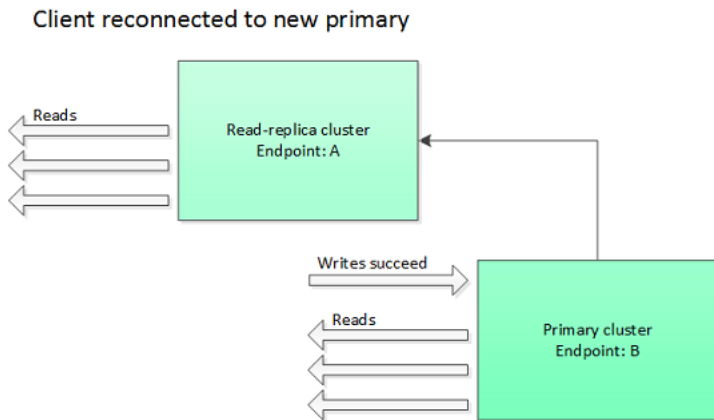 Client reconnected to new primary
Reads
Read-replica cluster
Endpoint: A
Writes succeed
Reads
Primary cluster
Endpoint: B